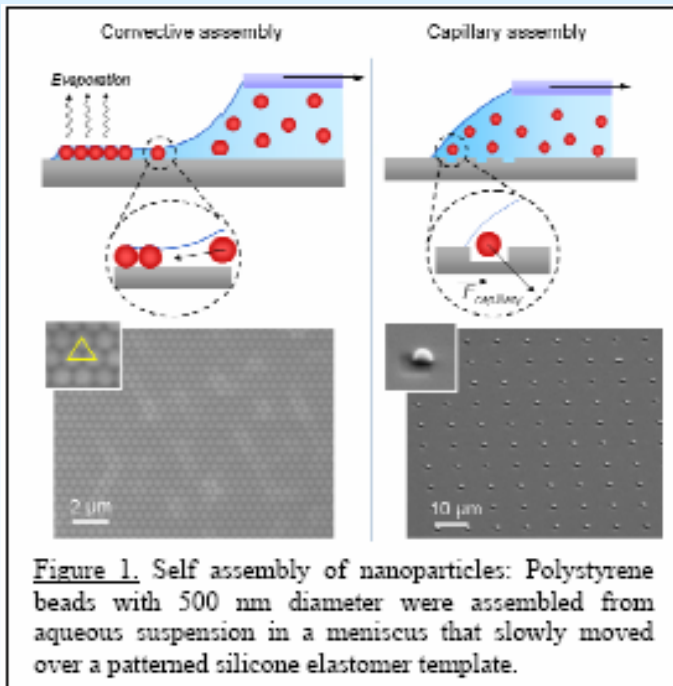 Convective assembly
Capillary assembly
Evaporation
F capillary
2 µm
10 µm
Figure 1. Self assembly of nanoparticles: Polystyrene
beads with 500 nm diameter were assembled from
aqueous suspension in a meniscus that slowly moved
over a patterned silicone elastomer template.